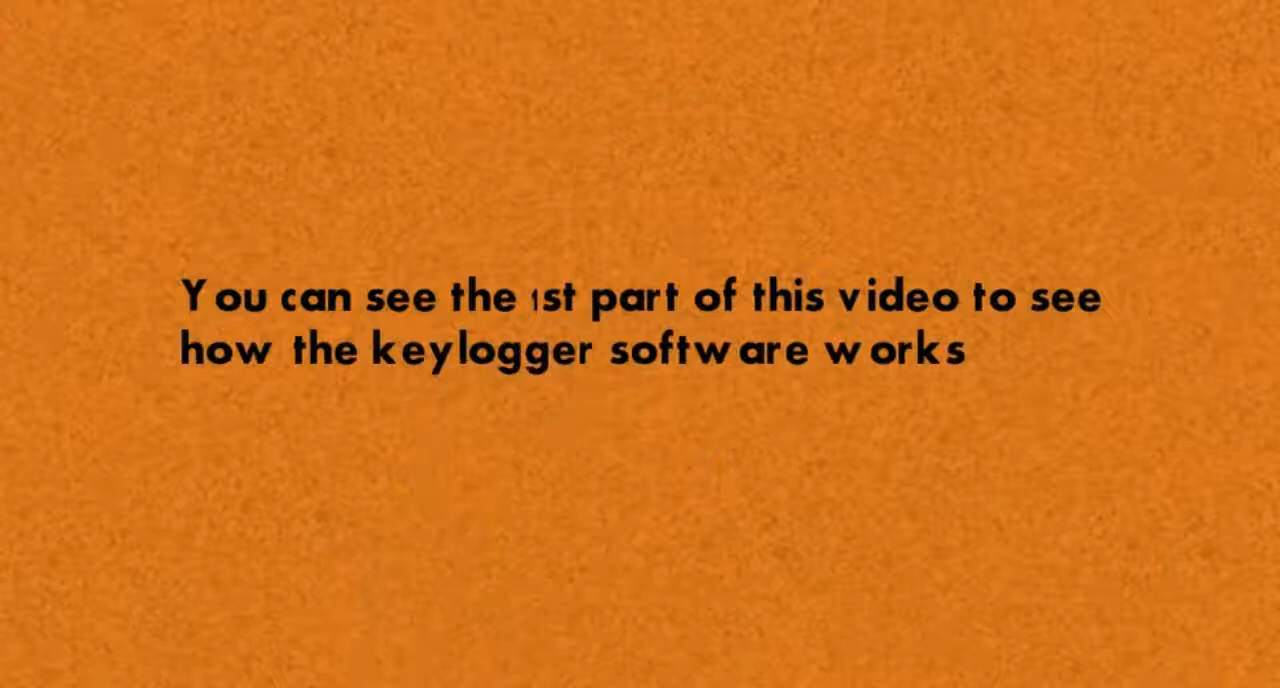 You can see the 1st part of this video to see
how the keylogger software works